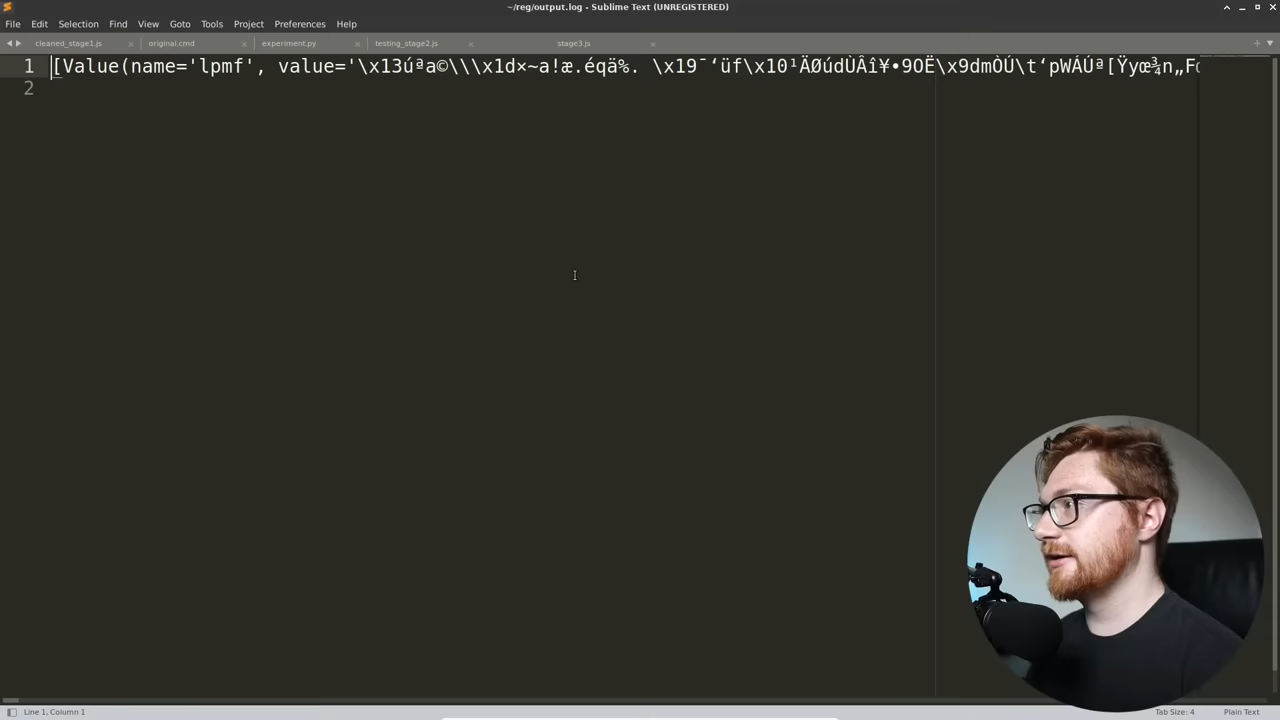 ~/reg/output.log - Sublime Text (UNREGISTERED)
File Edit Selection Find View Goto Tools Project Preferences Help
cleaned_stage1.js original.cmd experiment.py testing_stage2.js stage3.js
1 [Value(name='lpmf', value='\x13úªa©\\\x1d×~a!æ.éqä%. \x19¯‘üf\x10¹ÄØúdÙÂî¥•9OË\x9dmÒÚ\t‘pWÁÚª[Ÿyœ¾n„F
2
Line 1, Column 1 Tab Size: 4 Plain Text